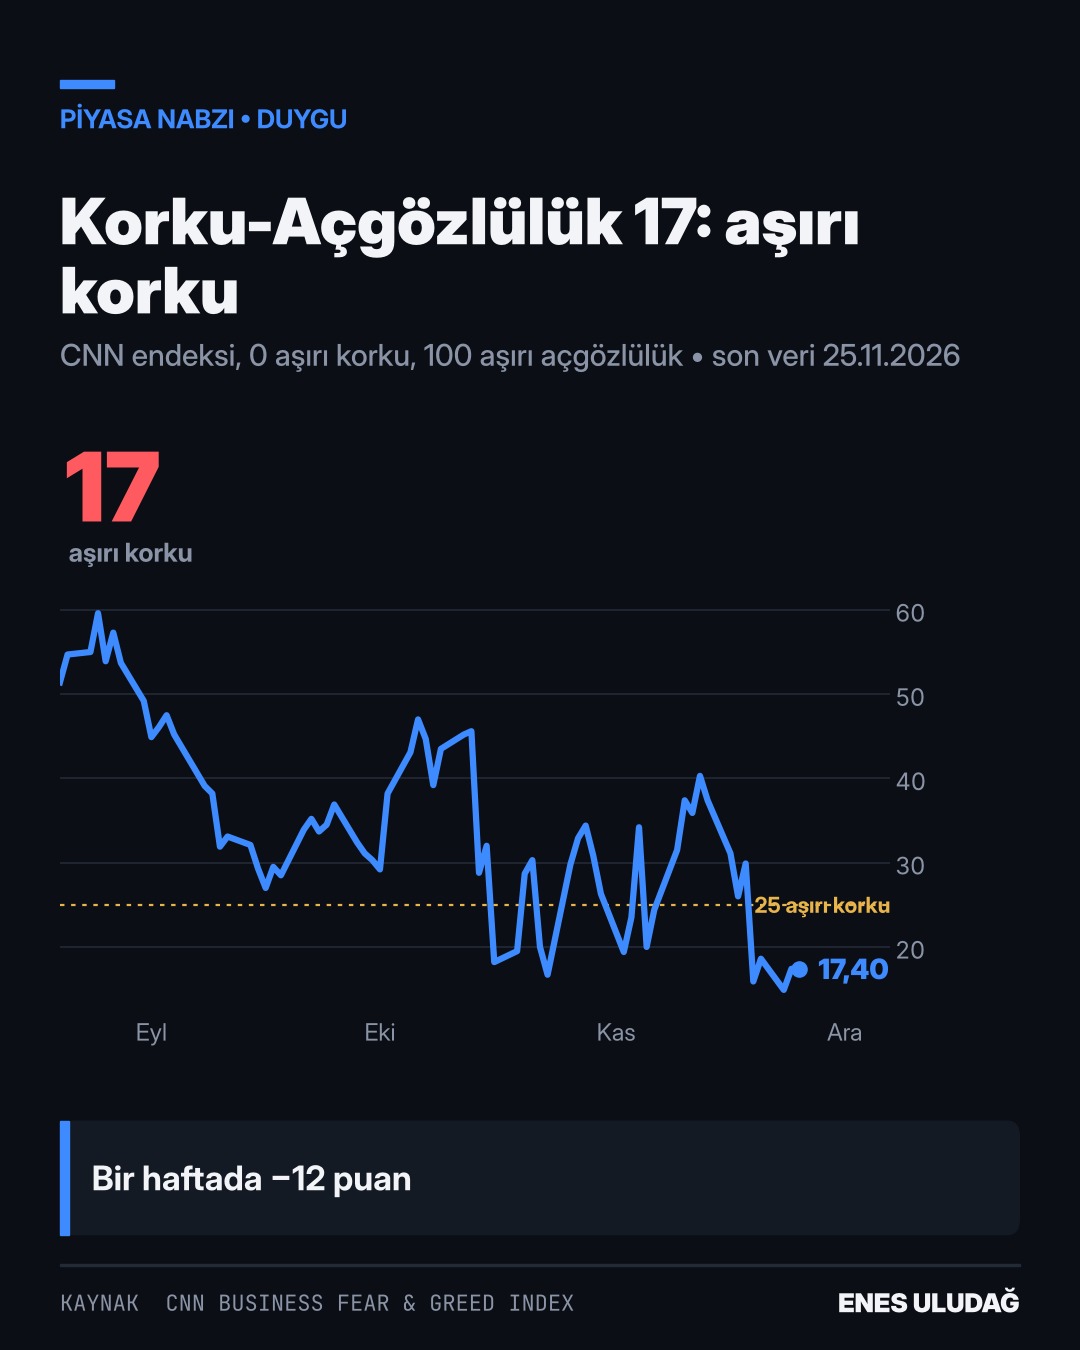 PİYASA NABZI • DUYGU
Korku-Açgözlülük 17: aşırı
korku
CNN endeksi, 0 aşırı korku, 100 aşırı açgözlülük • son veri 25.11.2026
17
aşırı korku
60
50
40
30
25 aşırı korku
20
17,40
Eyl Eki Kas Ara
Bir haftada −12 puan
KAYNAK CNN BUSINESS FEAR & GREED INDEX
ENES ULUDAĞ